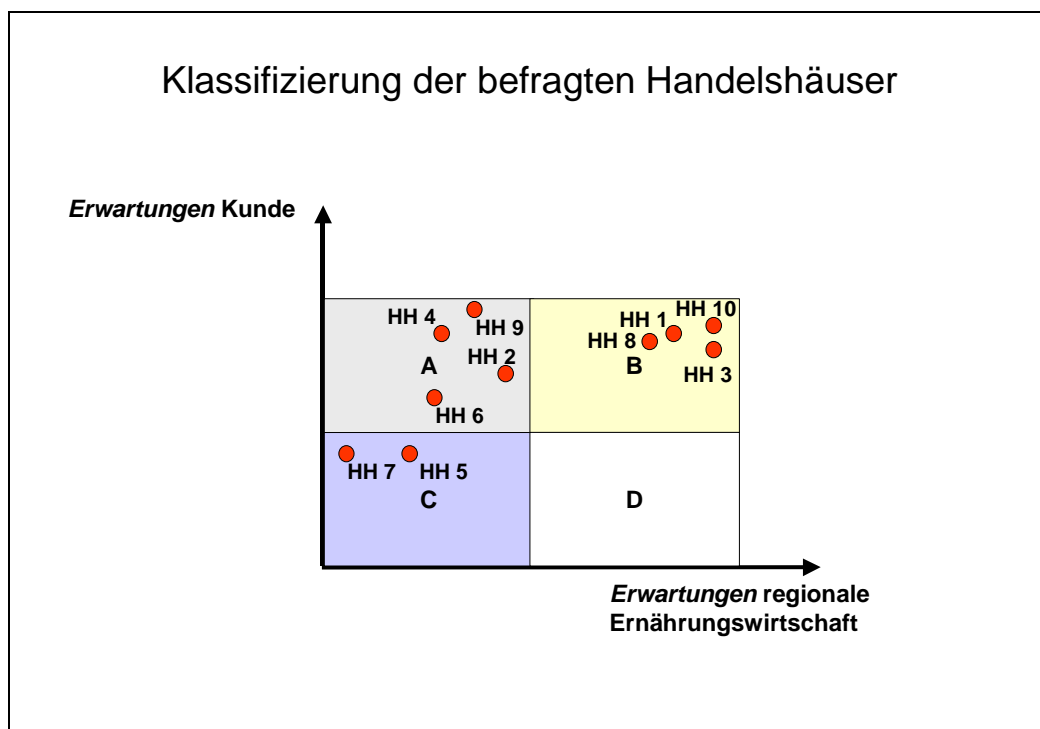 Klassifizierung der befragten Handelshäuser
Erwartungen Kunde
HH 4
HH 9
HH 2
A
HH 6
HH 10
HH 1
HH 8
B
HH 3
HH 7
HH 5
C
D
Erwartungen regionale
Ernährungswirtschaft